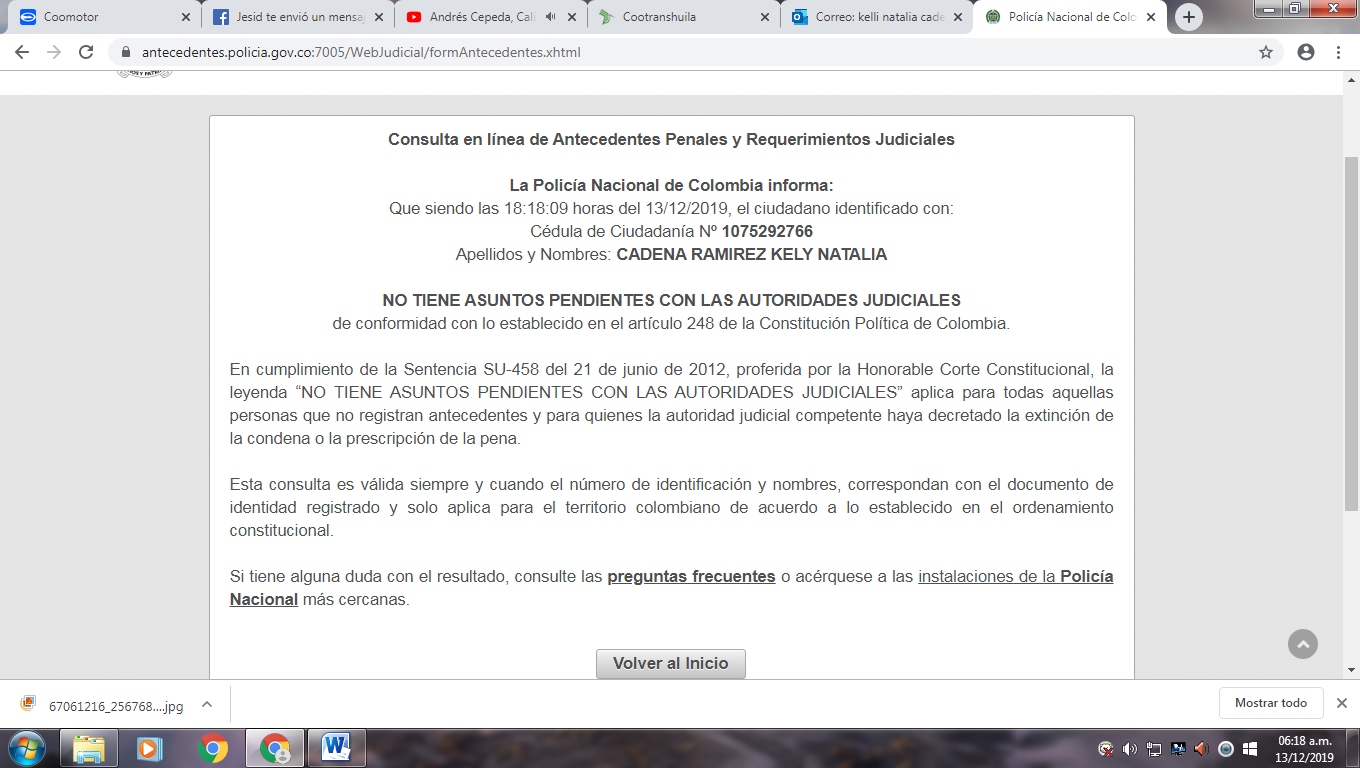 Coomotor
Jesid te envió un mensaj
Andrés Cepeda, Cali
Cootranshuila
Correo: kelli natalia cade
Policía Nacional de Colo
antecedentes.policia.gov.co:7005/WebJudicial/formAntecedentes.xhtml
Consulta en línea de Antecedentes Penales y Requerimientos Judiciales
La Policía Nacional de Colombia informa:
Que siendo las 18:18:09 horas del 13/12/2019, el ciudadano identificado con:
Cédula de Ciudadanía Nº 1075292766
Apellidos y Nombres: CADENA RAMIREZ KELY NATALIA
NO TIENE ASUNTOS PENDIENTES CON LAS AUTORIDADES JUDICIALES
de conformidad con lo establecido en el artículo 248 de la Constitución Política de Colombia.
En cumplimiento de la Sentencia SU-458 del 21 de junio de 2012, proferida por la Honorable Corte Constitucional, la
leyenda “NO TIENE ASUNTOS PENDIENTES CON LAS AUTORIDADES JUDICIALES” aplica para todas aquellas
personas que no registran antecedentes y para quienes la autoridad judicial competente haya decretado la extinción de
la condena o la prescripción de la pena.
Esta consulta es válida siempre y cuando el número de identificación y nombres, correspondan con el documento de
identidad registrado y solo aplica para el territorio colombiano de acuerdo a lo establecido en el ordenamiento
constitucional.
Si tiene alguna duda con el resultado, consulte las preguntas frecuentes o acérquese a las instalaciones de la Policía
Nacional más cercanas.
Volver al Inicio
67061216_256768....jpg
Mostrar todo
06:18 a.m.
13/12/2019